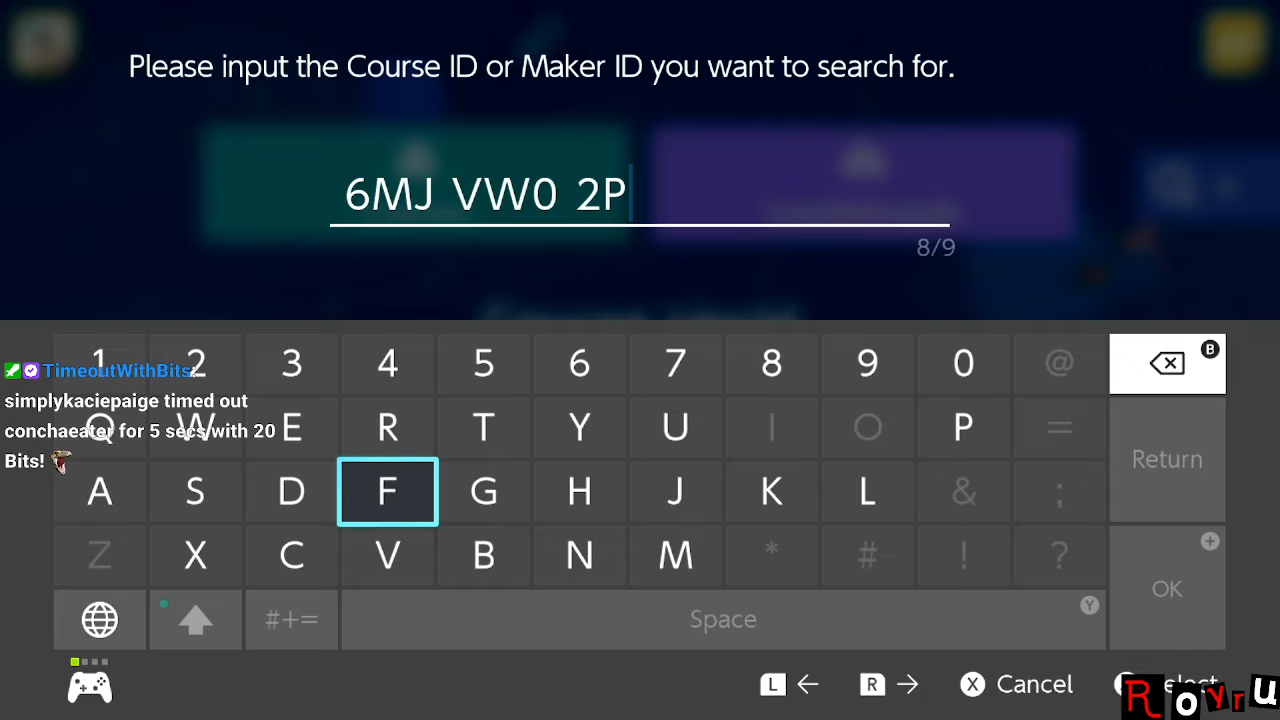 Please input the Course ID or Maker ID you want to search for.
6MJ VW0 2P
8/9
1 2 3 4 5 6 7 8 9 0 @ B
TimeoutWithBits:
simplykaciepaige timed out
conchaeater for 5 secs with 20
Bits!
Q W E R T Y U I O P =
Return
A S D F G H J K L & ;
Z X C V B N M * # ! ?
OK
#+=
Space Y
L ← R → X Cancel
Royru